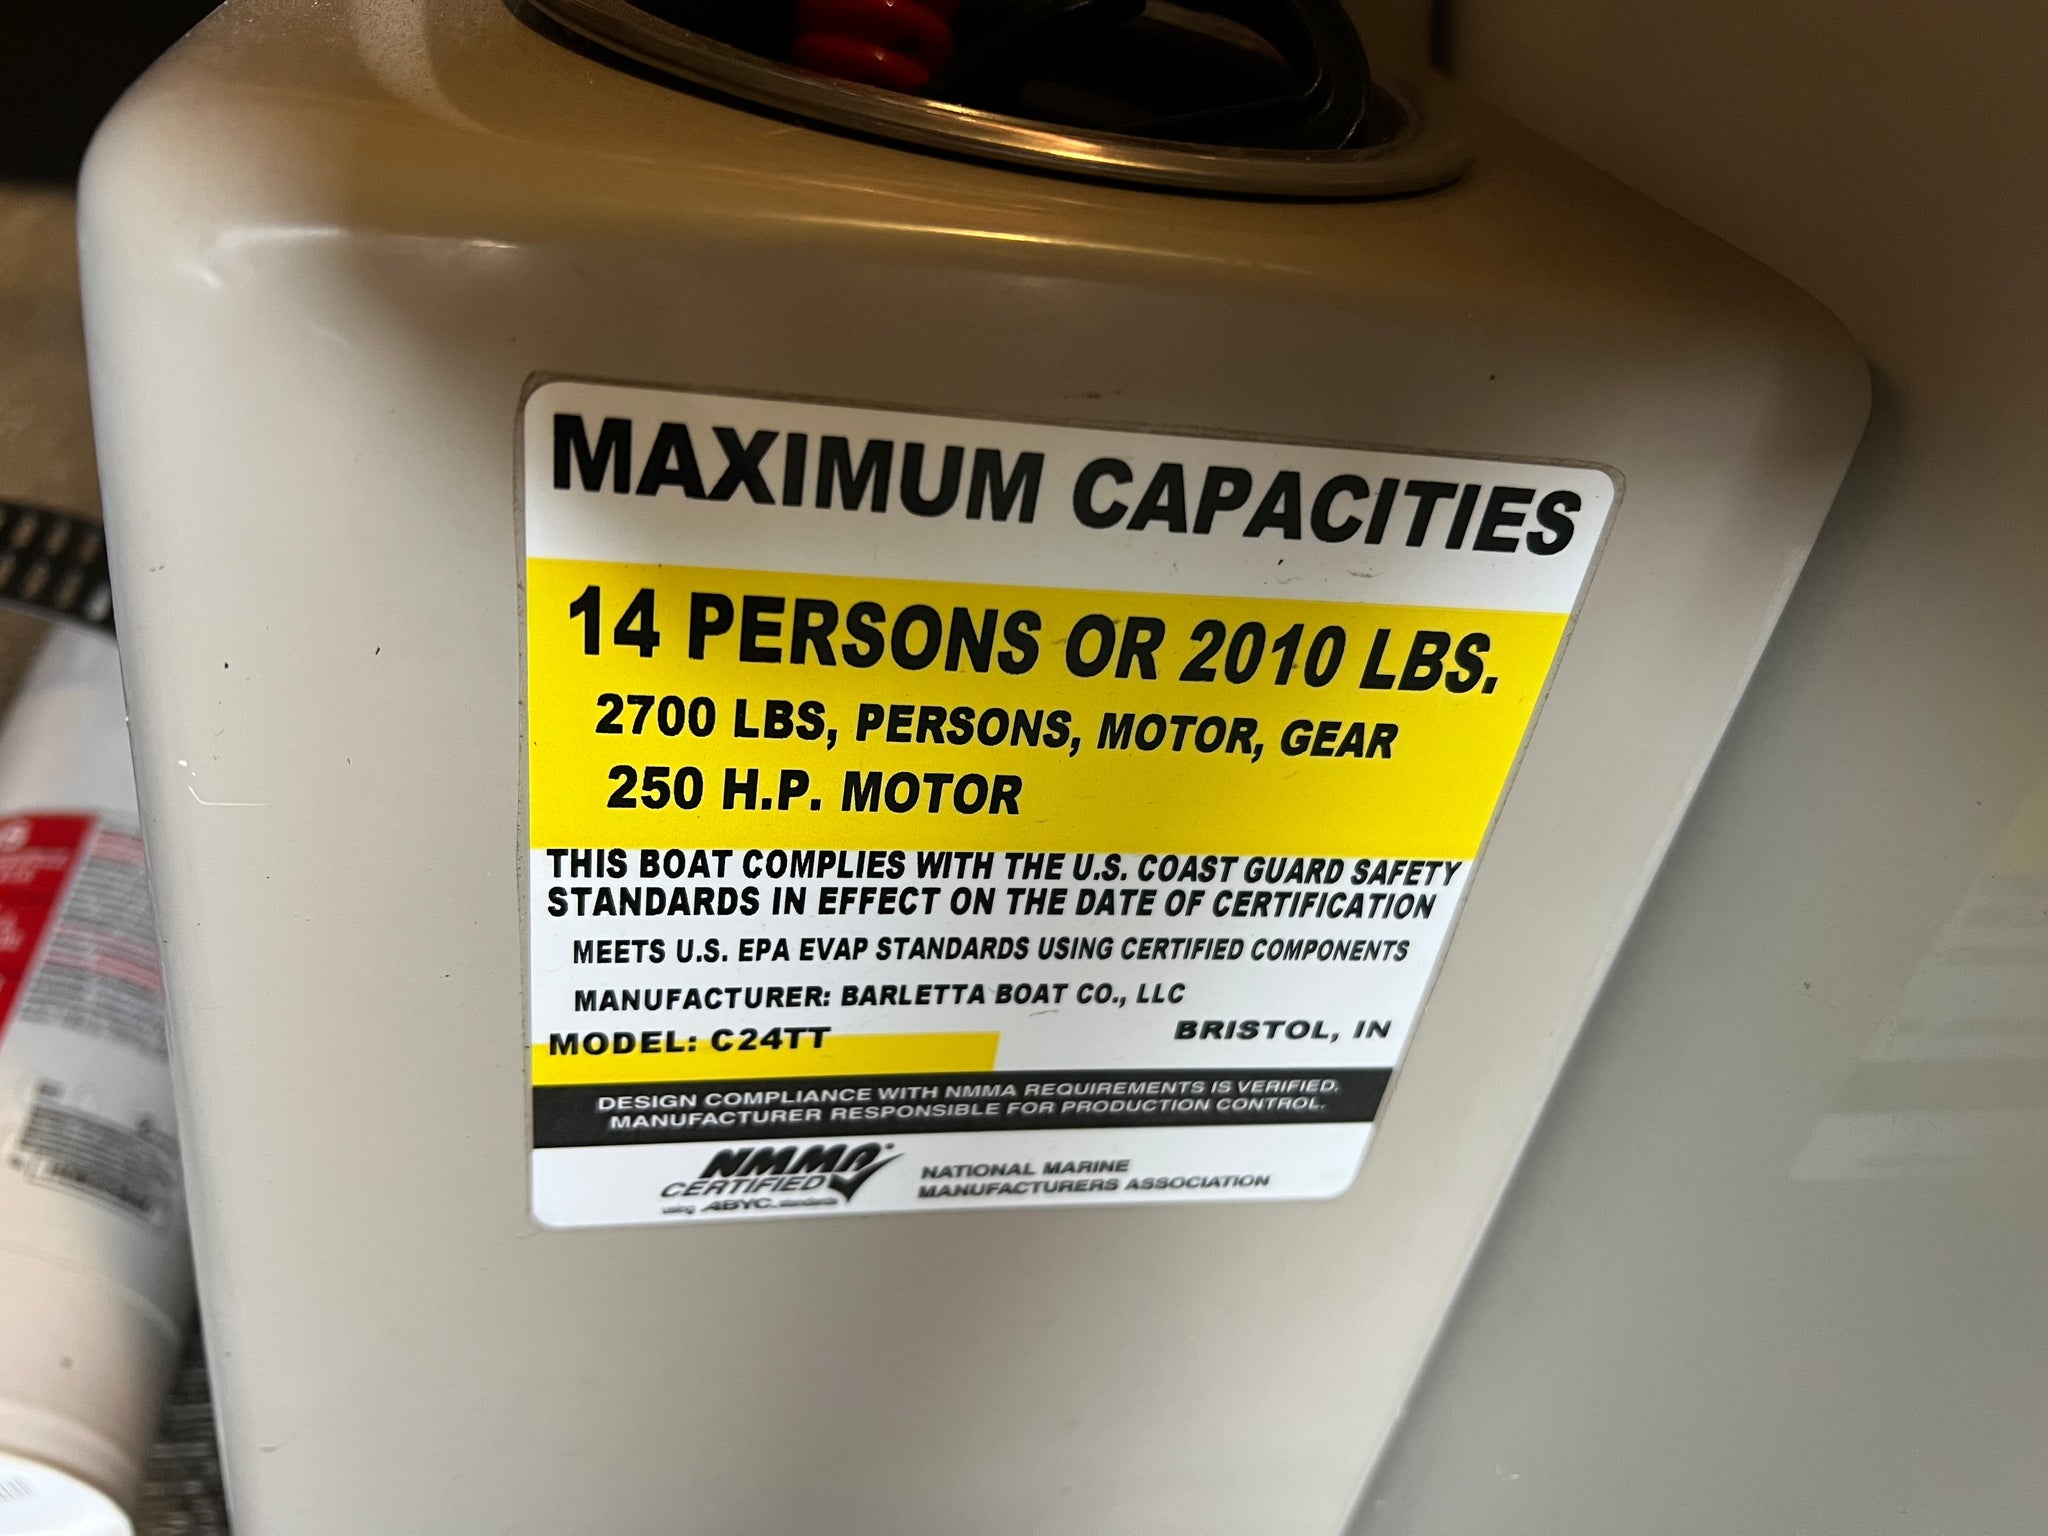 MAXIMUM CAPACITIES
14 PERSONS OR 2010 LBS.
2700 LBS, PERSONS, MOTOR, GEAR
250 H.P. MOTOR
THIS BOAT COMPLIES WITH THE U.S. COAST GUARD SAFETY
STANDARDS IN EFFECT ON THE DATE OF CERTIFICATION
MEETS U.S. EPA EVAP STANDARDS USING CERTIFIED COMPONENTS
MANUFACTURER: BARLETTA BOAT CO., LLC
BRISTOL, IN
MODEL: C24TT
DESIGN COMPLIANCE WITH NMMA REQUIREMENTS IS VERIFIED.
MANUFACTURER RESPONSIBLE FOR PRODUCTION CONTROL.
NMMA
CERTIFIED
using ABYC standards
NATIONAL MARINE
MANUFACTURERS ASSOCIATION